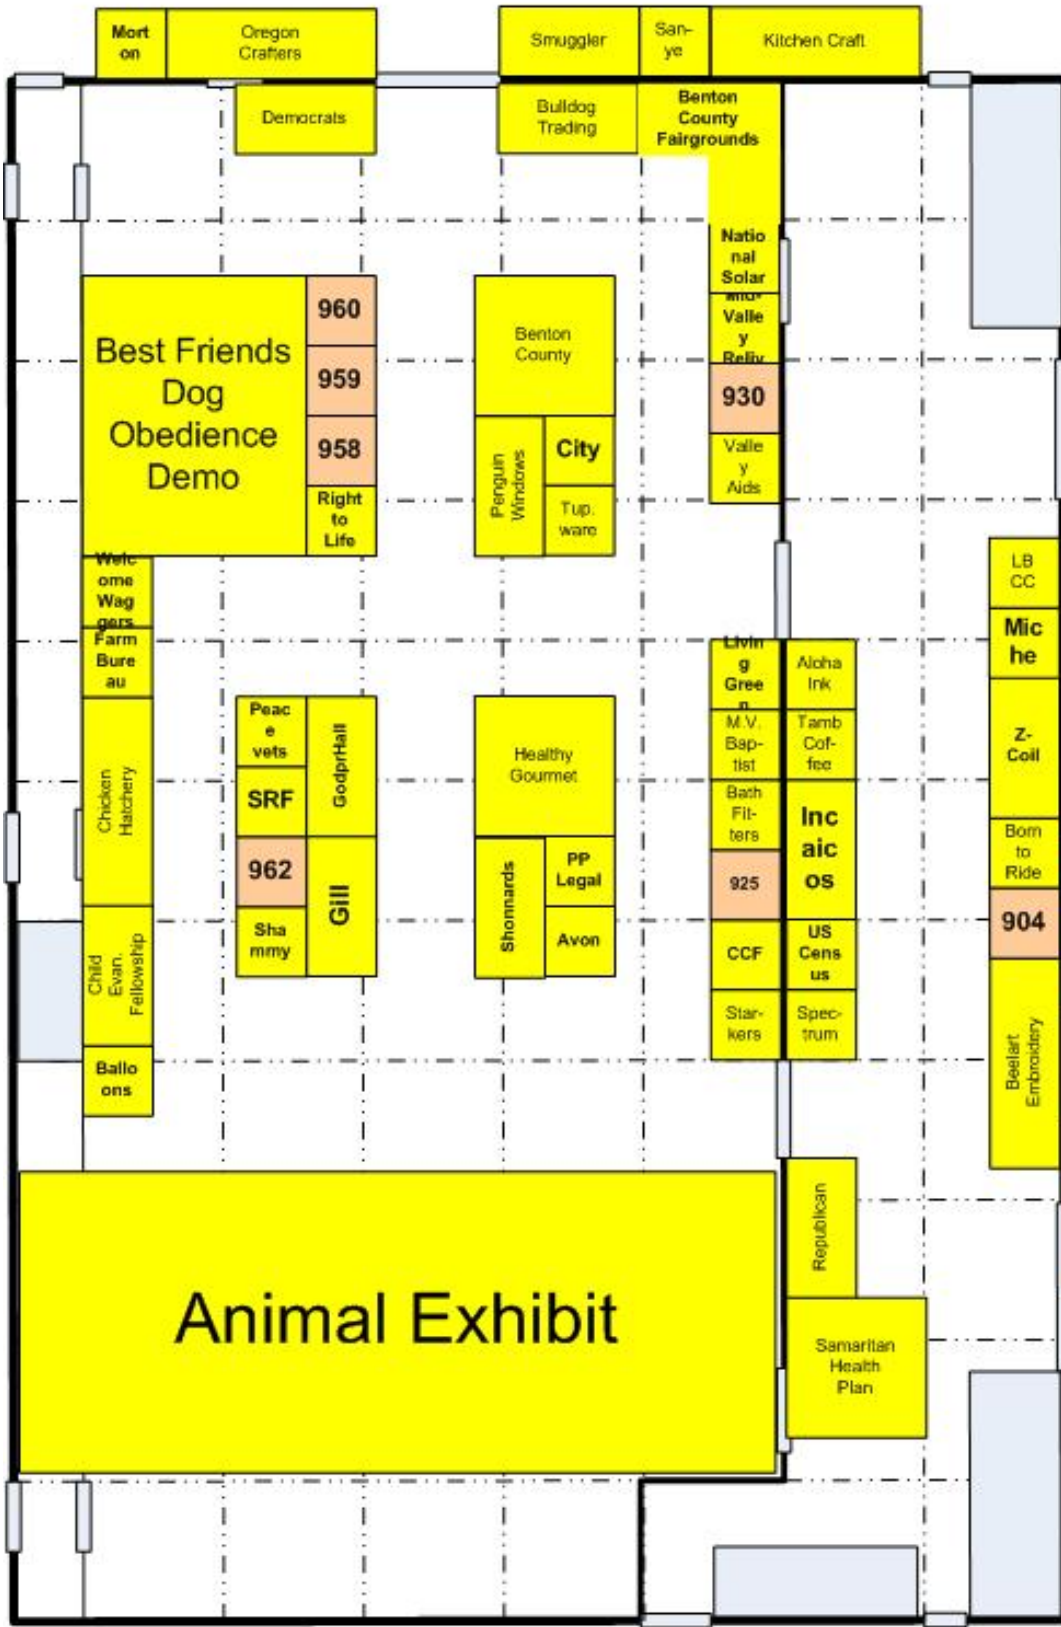 Mort
on
Oregon
Crafters
Smuggler
San-
ye
Kitchen Craft
Democrats
Bulldog
Trading
Benton
County
Fairgrounds
Natio
nal
Solar
Mid-
Valle
y
Reliv
930
Valle
y
Aids
Best Friends
Dog
Obedience
Demo
960
959
958
Right
to
Life
Benton
County
Penguin
Windows
City
Tup.
ware
Welc
ome
Wag
gers
Farm
Bure
au
Chicken
Hatchery
Child
Evan.
Fellowship
Ballo
ons
Peac
e
vets
GodprHall
SRF
962
Gill
Sha
mmy
Healthy
Gourmet
Shonnards
PP
Legal
Avon
Livin
g
Gree
n
Aloha
Ink
M.V.
Bap-
tist
Tamb
Cof-
fee
Bath
Fit-
ters
Inc
aic
os
925
CCF
US
Cens
us
Star-
kers
Spec-
trum
LB
CC
Mic
he
Z-
Coil
Born
to
Ride
904
Beelart
Embroidery
Republican
Samaritan
Health
Plan
Animal Exhibit